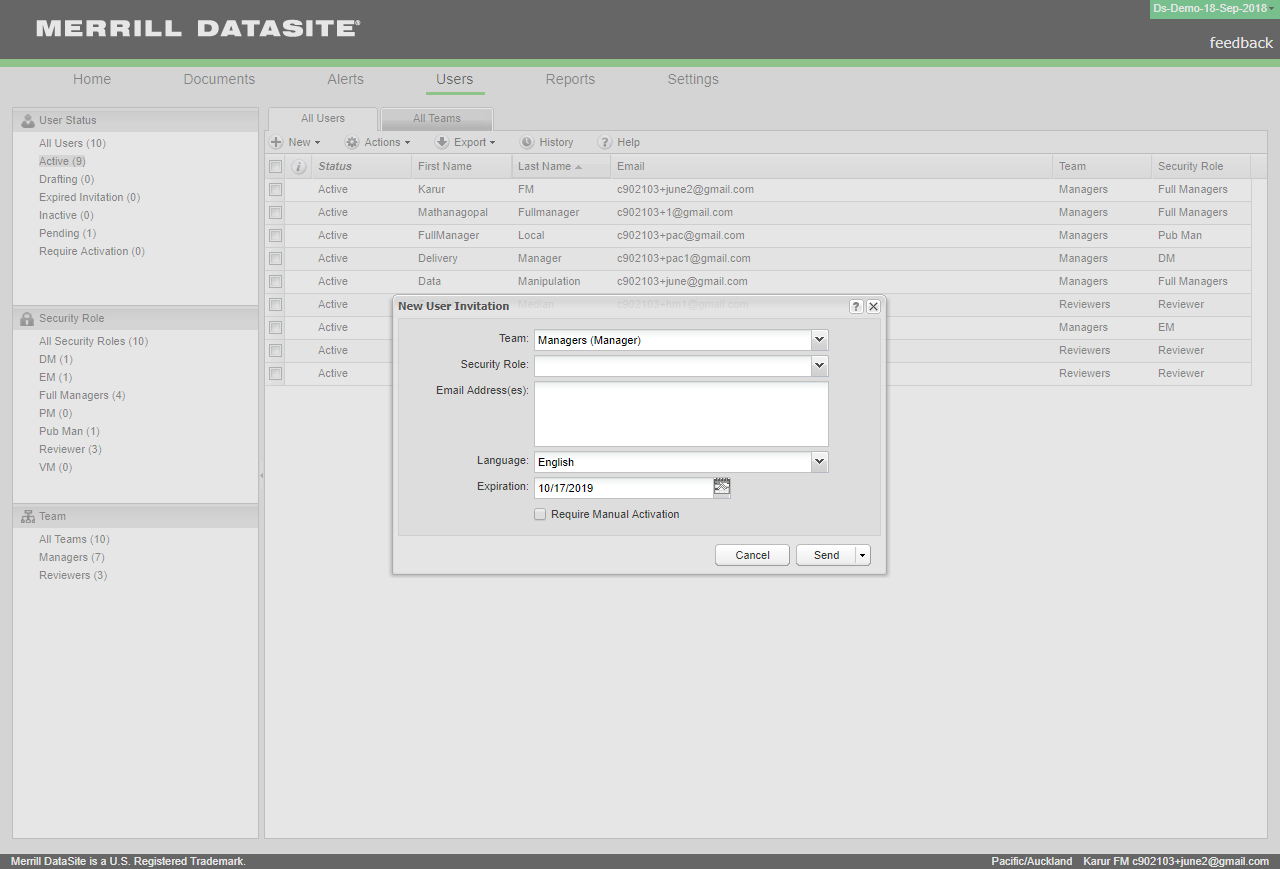 Ds-Demo-18-Sep-2018
MERRILL DATASITE®
feedback
Home Documents Alerts Users Reports Settings
User Status
All Users (10)
Active (9)
Drafting (0)
Expired Invitation (0)
Inactive (0)
Pending (1)
Require Activation (0)
Security Role
All Security Roles (10)
DM (1)
EM (1)
Full Managers (4)
PM (0)
Pub Man (1)
Reviewer (3)
VM (0)
Team
All Teams (10)
Managers (7)
Reviewers (3)
All Users All Teams
New Actions Export History ? Help
i Status First Name Last Name Email Team Security Role
Active Karur FM c902103+june2@gmail.com Managers Full Managers
Active Mathanagopal Fullmanager c902103+1@gmail.com Managers Full Managers
Active FullManager Local c902103+pac@gmail.com Managers Pub Man
Active Delivery Manager c902103+pac1@gmail.com Managers DM
Active Data Manipulation c902103+june@gmail.com Managers Full Managers
Active Median c902103+hm1@gmail.com Reviewers Reviewer
Active Managers EM
Active Reviewers Reviewer
Active Reviewers Reviewer
New User Invitation ?
Team: Managers (Manager)
Security Role:
Email Address(es):
Language: English
Expiration: 10/17/2019
Require Manual Activation
Cancel Send
Merrill DataSite is a U.S. Registered Trademark. Pacific/Auckland Karur FM c902103+june2@gmail.com